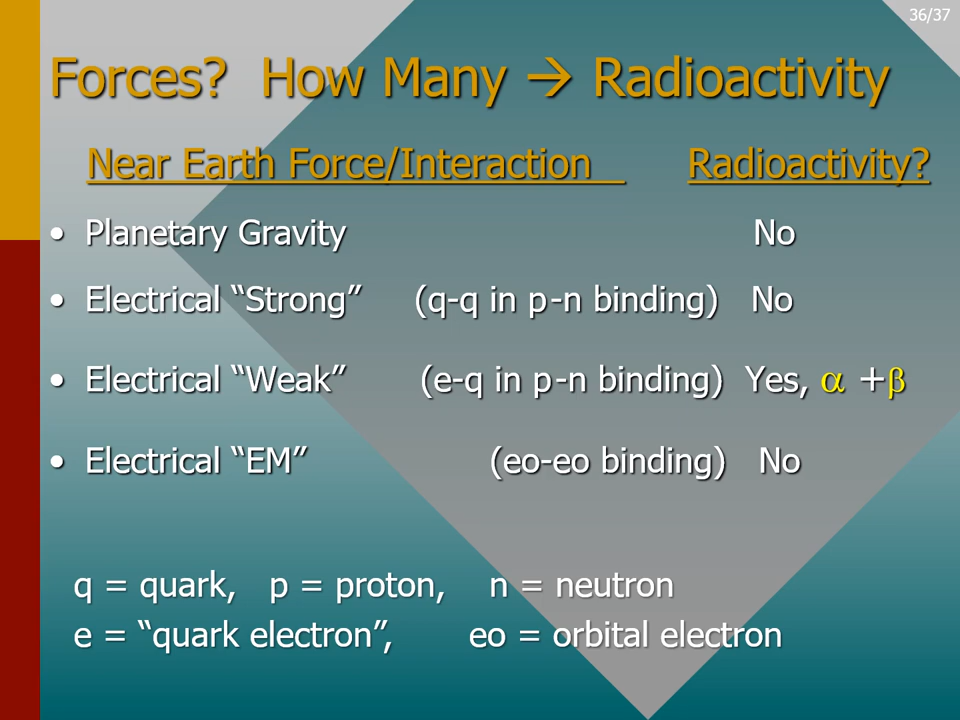 36/37
Forces? How Many → Radioactivity
Near Earth Force/Interaction Radioactivity?
• Planetary Gravity No
• Electrical “Strong” (q-q in p-n binding) No
• Electrical “Weak” (e-q in p-n binding) Yes, α +β
• Electrical “EM” (eo-eo binding) No
q = quark, p = proton, n = neutron
e = “quark electron”, eo = orbital electron